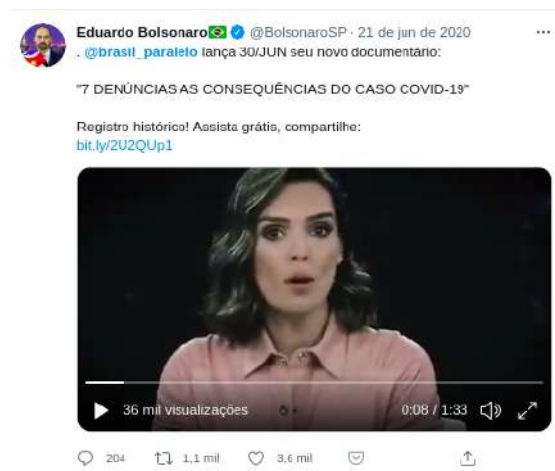 Eduardo Bolsonaro🇧🇷 @BolsonaroSP · 21 de jun de 2020 ...
. @brasil_paralelo lança 30/JUN seu novo documentário:
"7 DENÚNCIAS AS CONSEQUÊNCIAS DO CASO COVID-19"
Registro histórico! Assista grátis, compartilhe:
bit.ly/2U2QUp1
36 mil visualizações 0:08 / 1:33
204 1,1 mil 3,6 mil